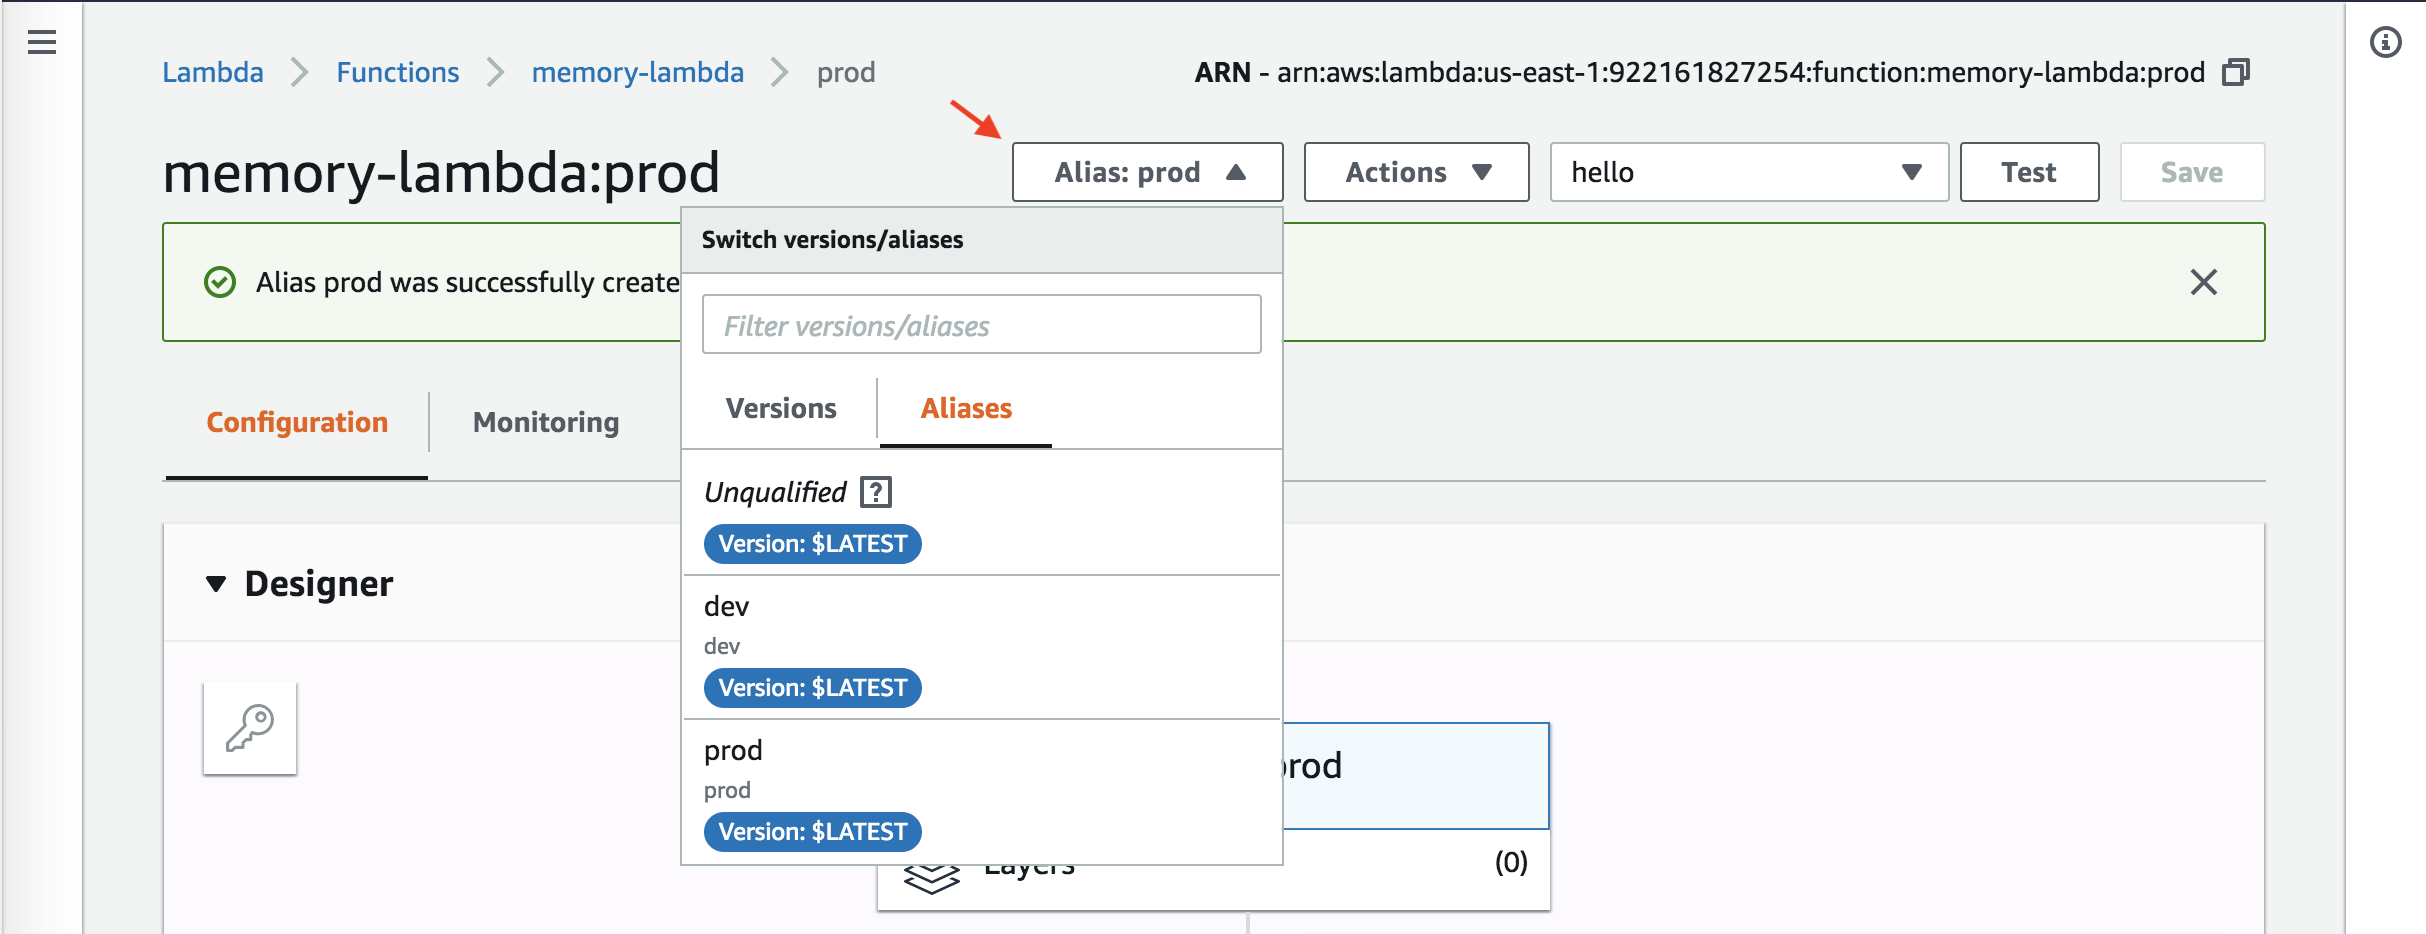 Lambda > Functions > memory-lambda > prod
ARN - arn:aws:lambda:us-east-1:922161827254:function:memory-lambda:prod
memory-lambda:prod
Alias: prod
Actions
hello
Test
Save
Switch versions/aliases
Alias prod was successfully create
Filter versions/aliases
Versions
Aliases
Configuration
Monitoring
Unqualified ?
Version: $LATEST
Designer
dev
dev
Version: $LATEST
prod
prod
Version: $LATEST
prod
Layers
(0)